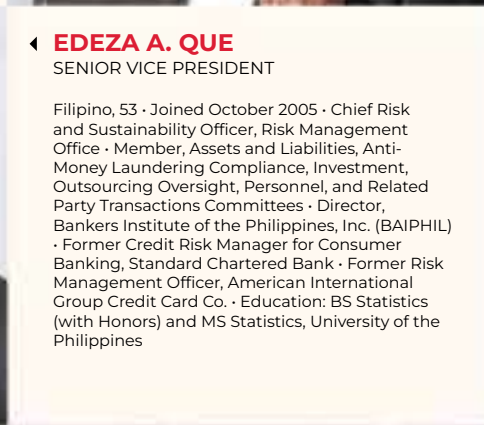 EDEZA A. QUE
SENIOR VICE PRESIDENT
Filipino, 53 • Joined October 2005 • Chief Risk
and Sustainability Officer, Risk Management
Office • Member, Assets and Liabilities, Anti-
Money Laundering Compliance, Investment,
Outsourcing Oversight, Personnel, and Related
Party Transactions Committees • Director,
Bankers Institute of the Philippines, Inc. (BAIPHIL)
• Former Credit Risk Manager for Consumer
Banking, Standard Chartered Bank • Former Risk
Management Officer, American International
Group Credit Card Co. • Education: BS Statistics
(with Honors) and MS Statistics, University of the
Philippines